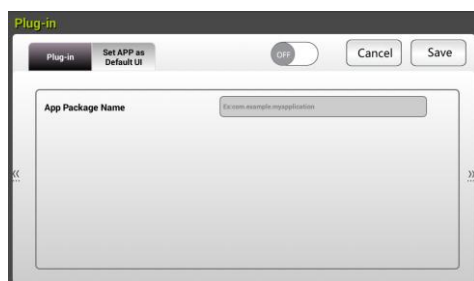 Plug-in
Plug-in
Set APP as
Default UI
OFF
Cancel
Save
App Package Name
Ex:com.example.myapplication
«
»